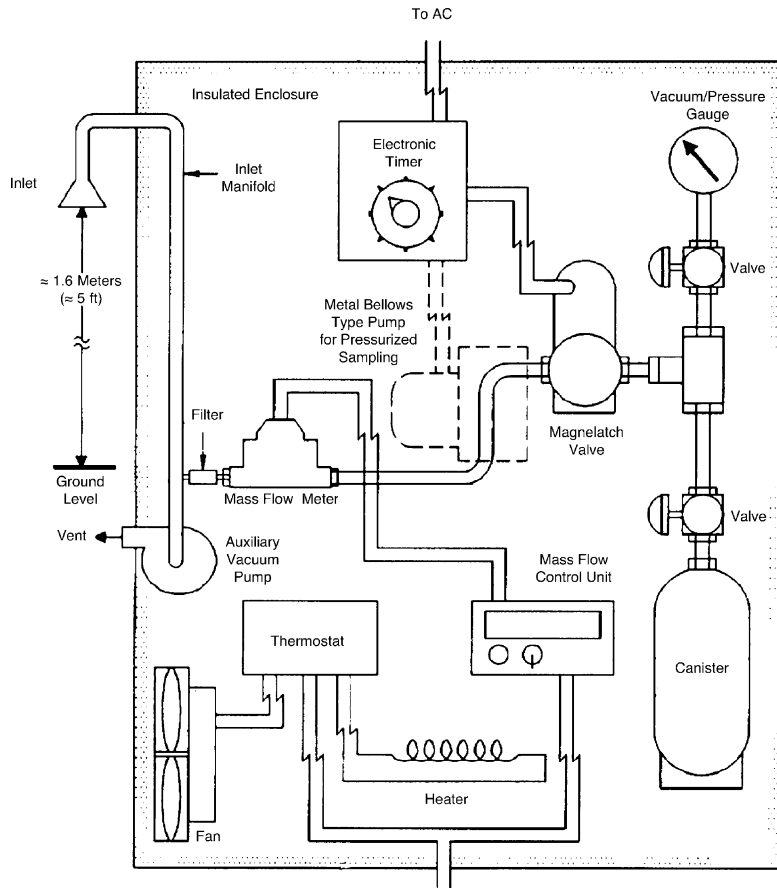 To AC
Insulated Enclosure
Vacuum/Pressure
Gauge
Electronic
Timer
Inlet
Inlet
Manifold
≈ 1.6 Meters
(≈ 5 ft)
Valve
Metal Bellows
Type Pump
for Pressurized
Sampling
Filter
Magnelatch
Valve
Ground
Level
Mass Flow Meter
Valve
Vent
Auxiliary
Vacuum
Pump
Mass Flow
Control Unit
Thermostat
Canister
Heater
Fan